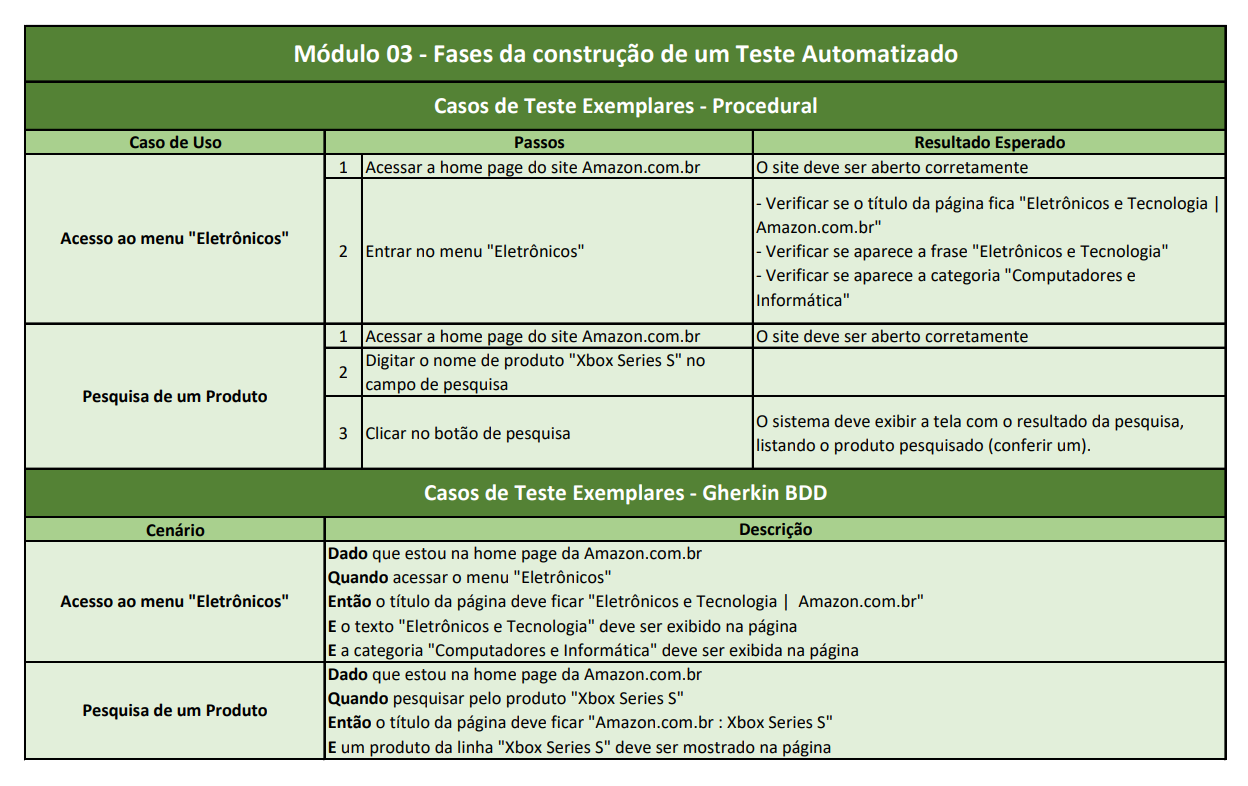 Módulo 03 - Fases da construção de um Teste Automatizado
Casos de Teste Exemplares - Procedural
Caso de Uso
Passos
Resultado Esperado
Acesso ao menu "Eletrônicos"
1
Acessar a home page do site Amazon.com.br
O site deve ser aberto corretamente
2
Entrar no menu "Eletrônicos"
- Verificar se o título da página fica "Eletrônicos e Tecnologia |
Amazon.com.br"
- Verificar se aparece a frase "Eletrônicos e Tecnologia"
- Verificar se aparece a categoria "Computadores e
Informática"
Pesquisa de um Produto
1
Acessar a home page do site Amazon.com.br
O site deve ser aberto corretamente
2
Digitar o nome de produto "Xbox Series S" no
campo de pesquisa
3
Clicar no botão de pesquisa
O sistema deve exibir a tela com o resultado da pesquisa,
listando o produto pesquisado (conferir um).
Casos de Teste Exemplares - Gherkin BDD
Cenário
Descrição
Acesso ao menu "Eletrônicos"
Dado que estou na home page da Amazon.com.br
Quando acessar o menu "Eletrônicos"
Então o título da página deve ficar "Eletrônicos e Tecnologia |  Amazon.com.br"
E o texto "Eletrônicos e Tecnologia" deve ser exibido na página
E a categoria "Computadores e Informática" deve ser exibida na página
Pesquisa de um Produto
Dado que estou na home page da Amazon.com.br
Quando pesquisar pelo produto "Xbox Series S"
Então o título da página deve ficar "Amazon.com.br : Xbox Series S"
E um produto da linha "Xbox Series S" deve ser mostrado na página